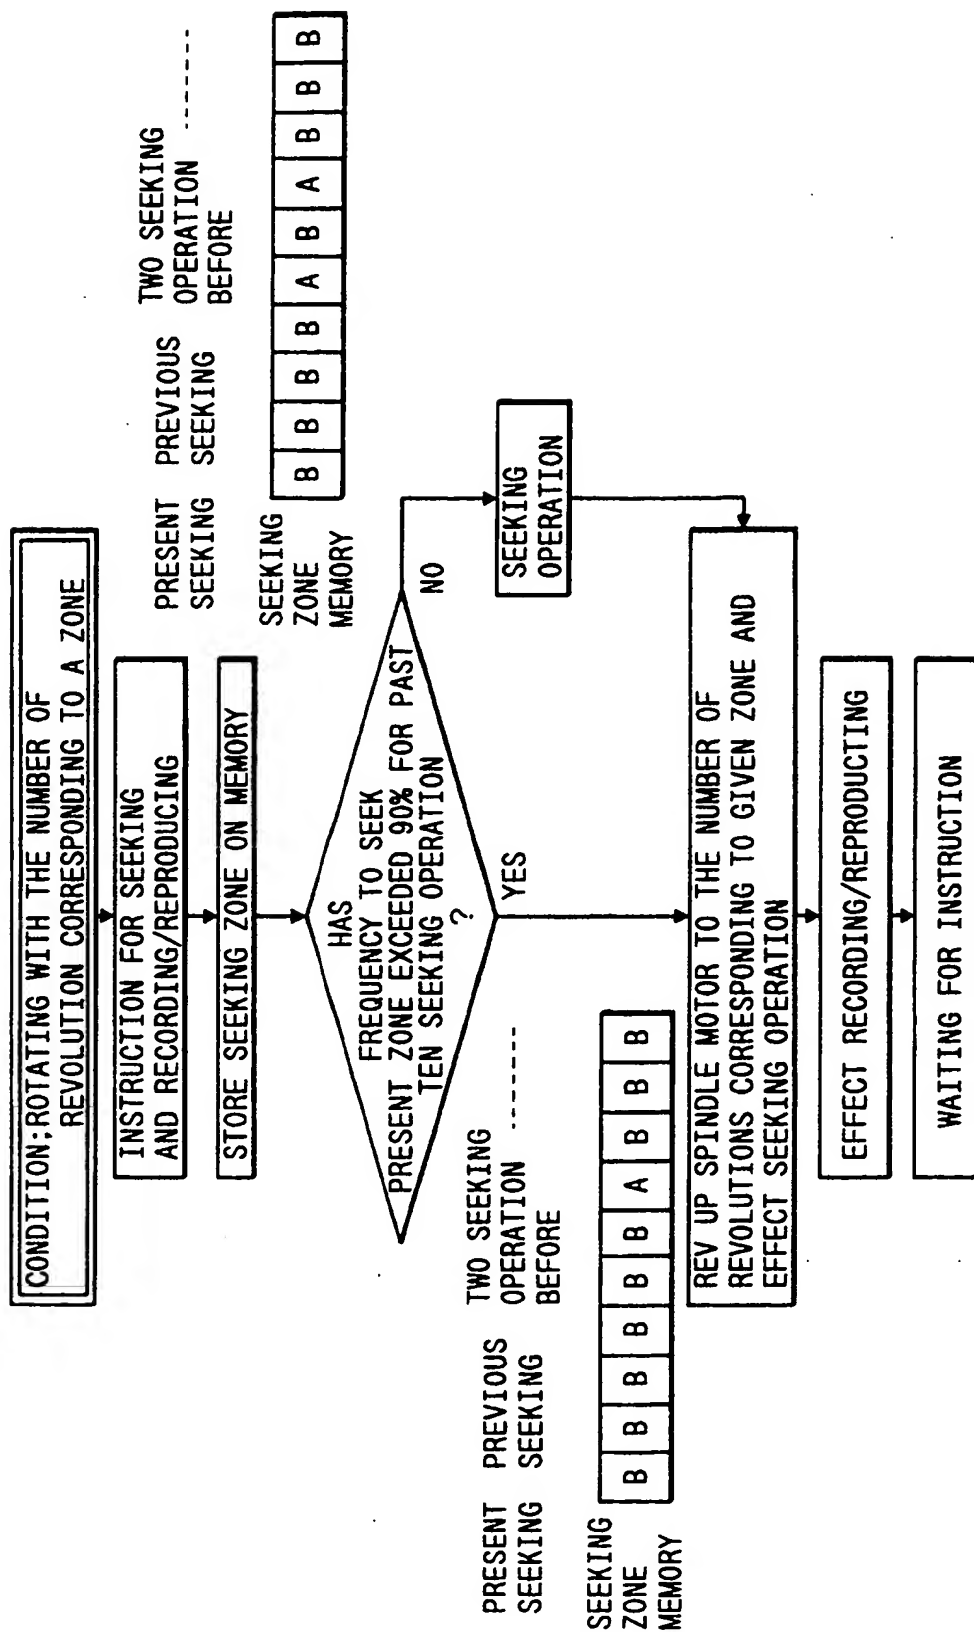 CONDITION;ROTATING WITH THE NUMBER OF
REVOLUTION CORRESPONDING TO A ZONE
INSTRUCTION FOR SEEKING
AND RECORDING/REPRODUCING
STORE SEEKING ZONE ON MEMORY
PRESENT SEEKING
PREVIOUS SEEKING
TWO SEEKING
OPERATION -------
BEFORE
SEEKING
ZONE
MEMORY
B B B B A B A B B B
HAS
FREQUENCY TO SEEK
PRESENT ZONE EXCEEDED 90% FOR PAST
TEN SEEKING OPERATION
?
NO
YES
SEEKING
OPERATION
PRESENT SEEKING
PREVIOUS SEEKING
TWO SEEKING
OPERATION -------
BEFORE
SEEKING
ZONE
MEMORY
B B B B B B A B B B
REV UP SPINDLE MOTOR TO THE NUMBER OF
REVOLUTIONS CORRESPONDING TO GIVEN ZONE AND
EFFECT SEEKING OPERATION
EFFECT RECORDING/REPRODUCING
WAITING FOR INSTRUCTION